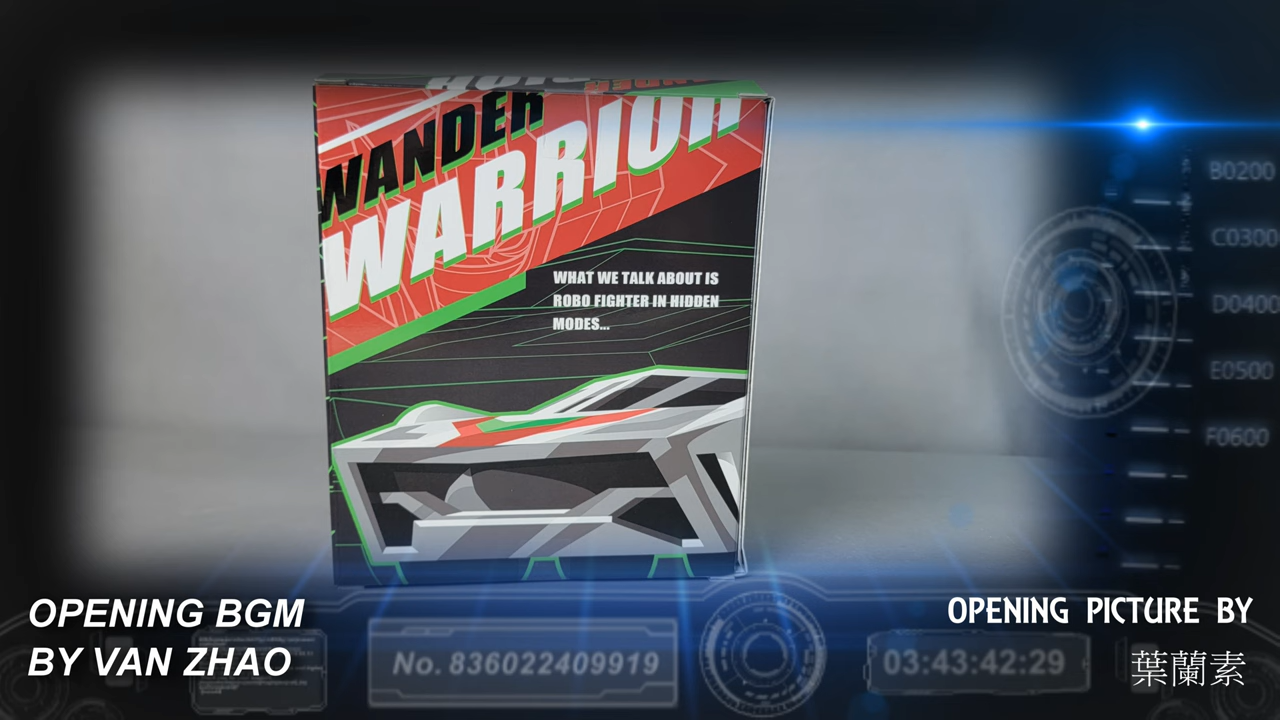 WANDER
WARRIOR
WHAT WE TALK ABOUT IS
ROBO FIGHTER IN HIDDEN
MODES...
B0200
C0300
D0400
E0500
F0600
OPENING BGM
BY VAN ZHAO
No. 836022409919
03:43:42:29
OPENING PICTURE BY
葉蘭素